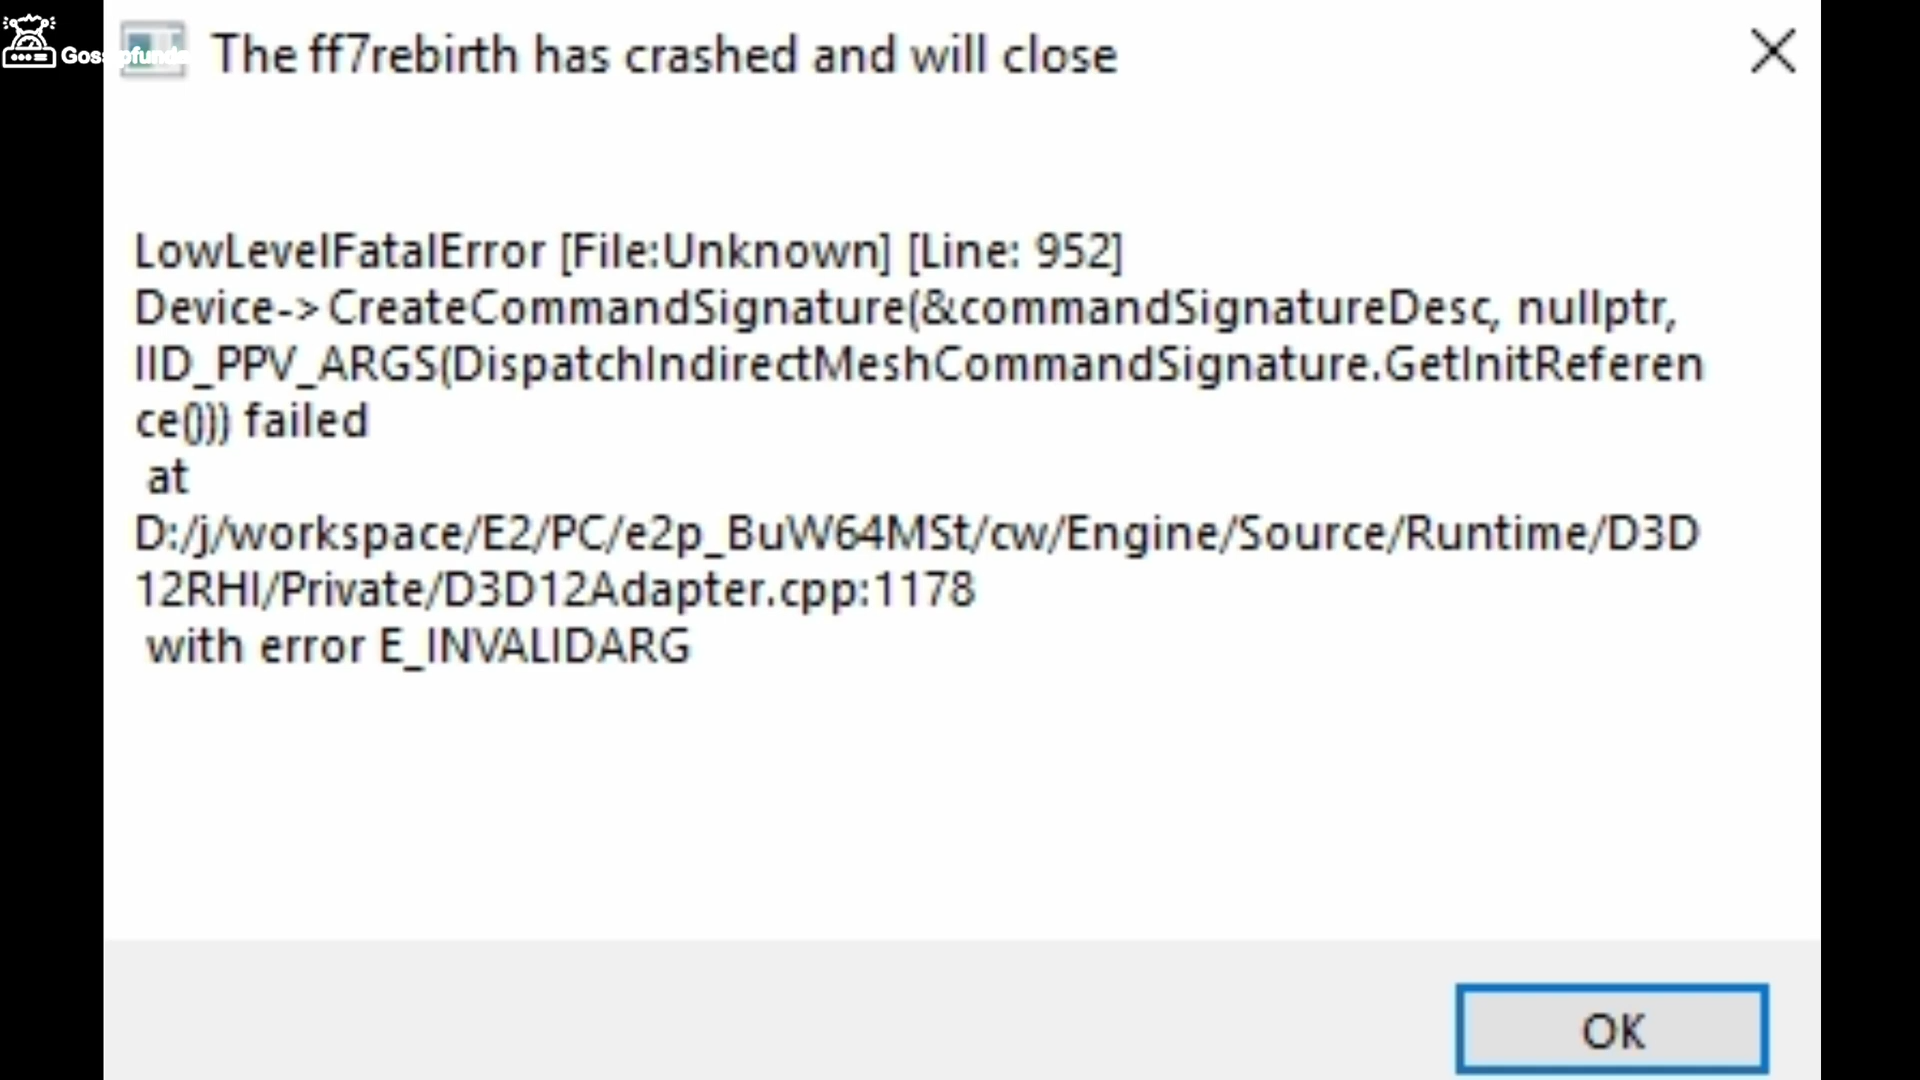 The ff7rebirth has crashed and will close
LowLevelFatalError [File:Unknown] [Line: 952]
Device->CreateCommandSignature(&commandSignatureDesc, nullptr,
IID_PPV_ARGS(DispatchIndirectMeshCommandSignature.GetInitReferen
ce())) failed
at
D:/j/workspace/E2/PC/e2p_BuW64MSt/cw/Engine/Source/Runtime/D3D
12RHI/Private/D3D12Adapter.cpp:1178
with error E_INVALIDARG
OK